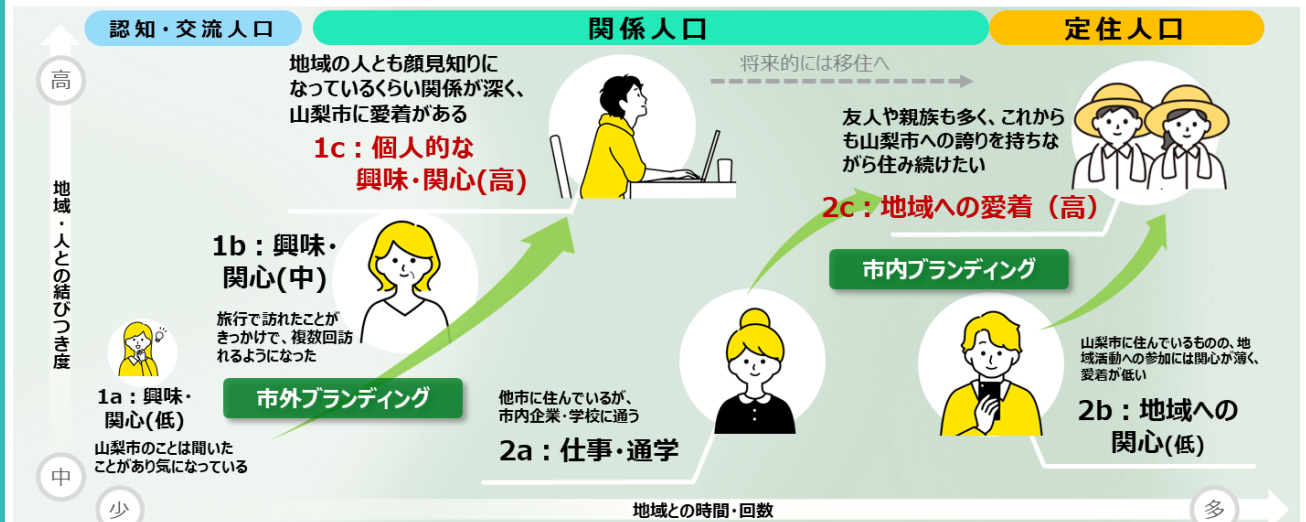 認知・交流人口
関係人口
定住人口
高
地域・人との結びつき度
中
少
地域との時間・回数
多
地域の人とも顔見知りに
なっているくらい関係が深く、
山梨市に愛着がある
1c：個人的な
興味・関心(高)
将来的には移住へ
友人や親族も多く、これから
も山梨市への誇りを持ちな
がら住み続けたい
2c：地域への愛着（高）
1b：興味・
関心(中)
旅行で訪れたことが
きっかけで、複数回訪
れるようになった
市外ブランディング
市内ブランディング
1a：興味・
関心(低)
山梨市のことは聞いた
ことがあり気になっている
他市に住んでいるが、
市内企業・学校に通う
2a：仕事・通学
山梨市に住んでいるものの、地
域活動への参加には関心が薄く、
愛着が低い
2b：地域への
関心(低)